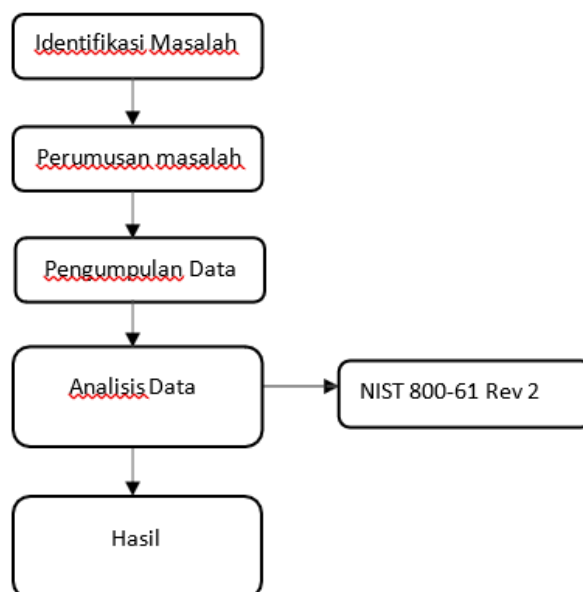 Identifikasi Masalah
Perumusan masalah
Pengumpulan Data
Analisis Data
NIST 800-61 Rev 2
Hasil